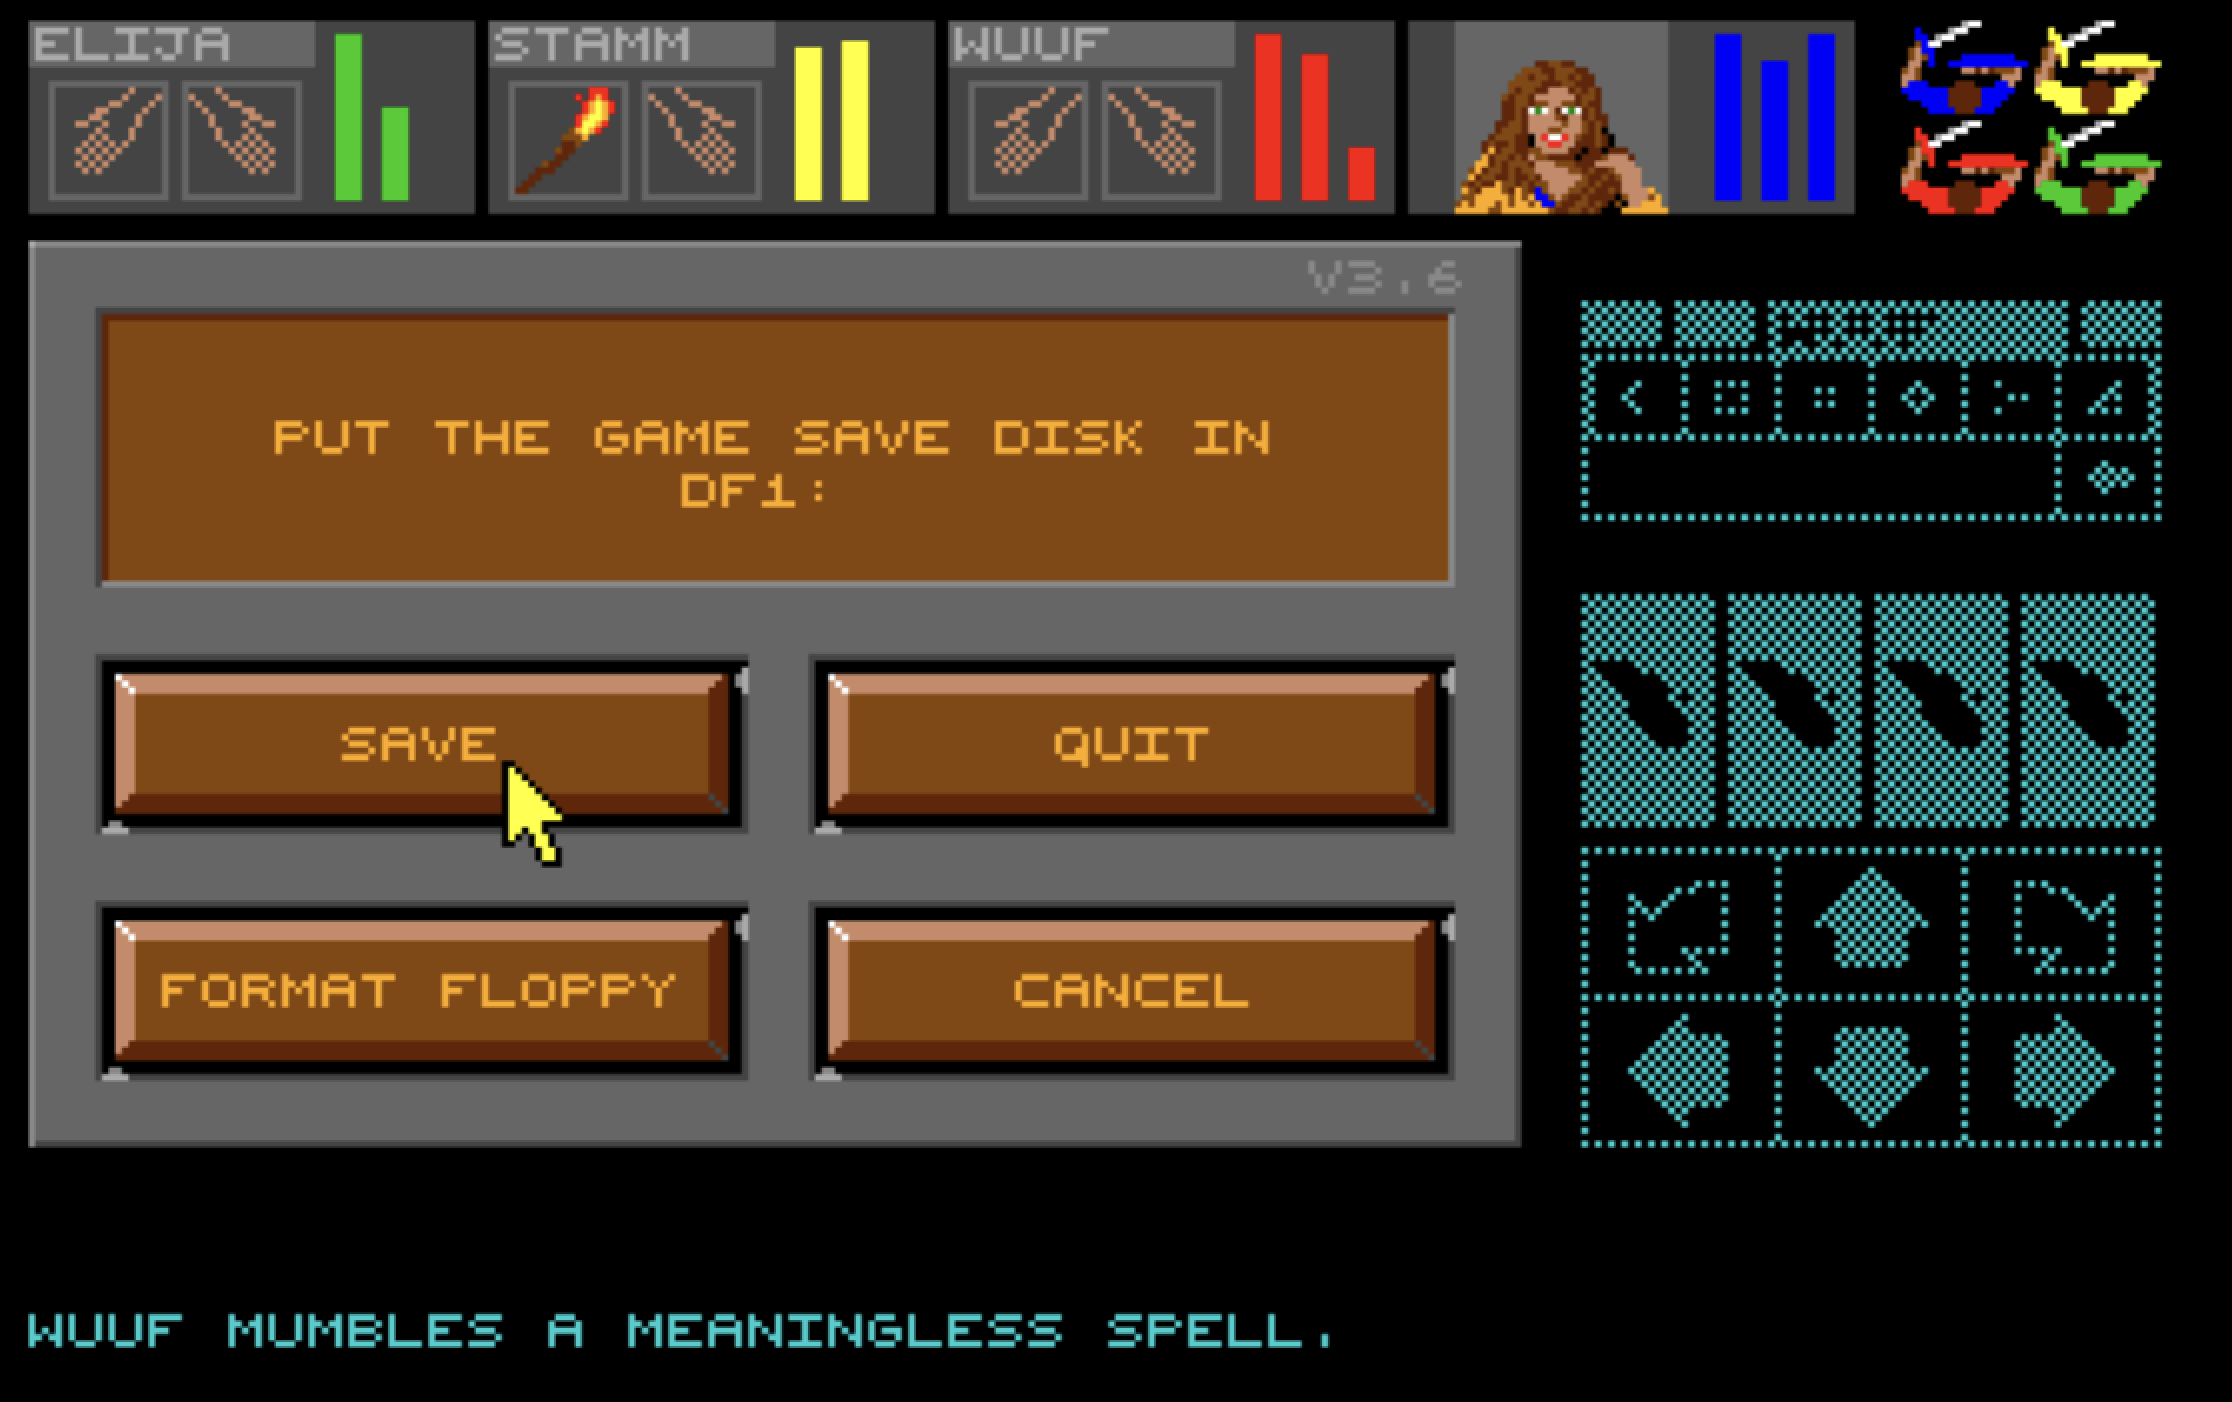 ELIJA
STAMM
WUUF
V3.6
PUT THE GAME SAVE DISK IN
DF1:
SAVE
QUIT
FORMAT FLOPPY
CANCEL
WUUF MUMBLES A MEANINGLESS SPELL.